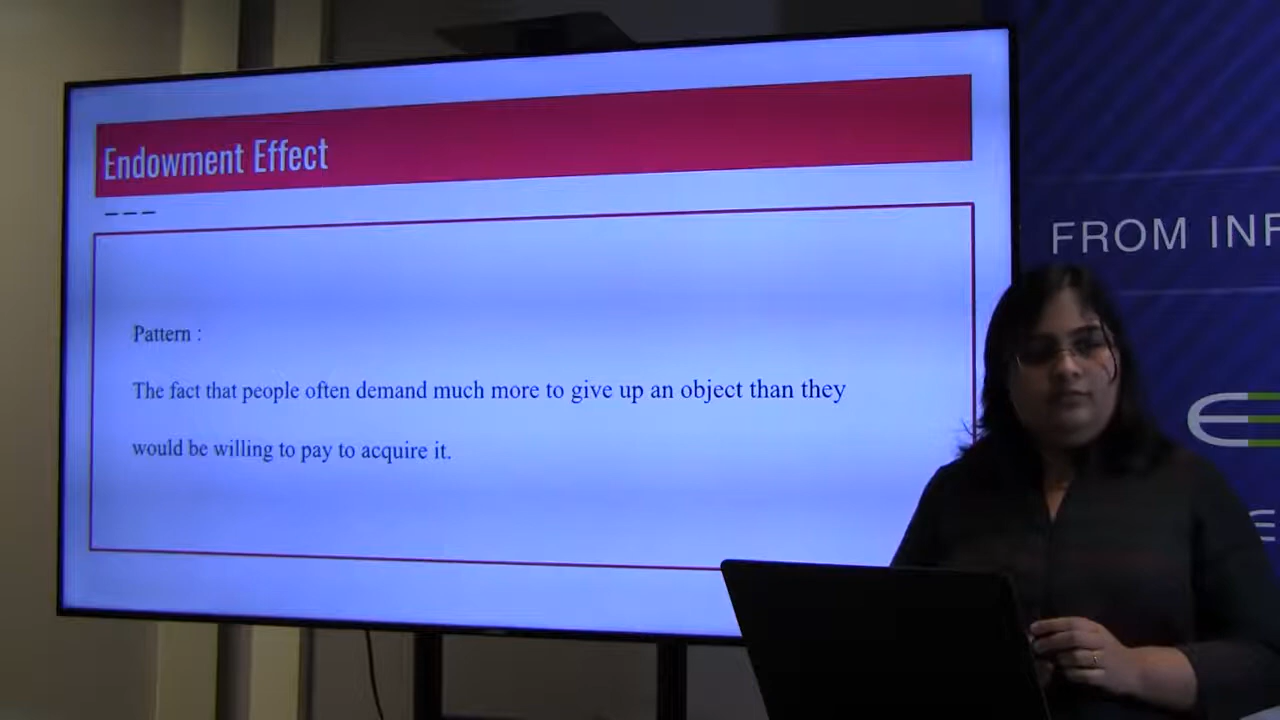 Endowment Effect
Pattern :
The fact that people often demand much more to give up an object than they
would be willing to pay to acquire it.
FROM